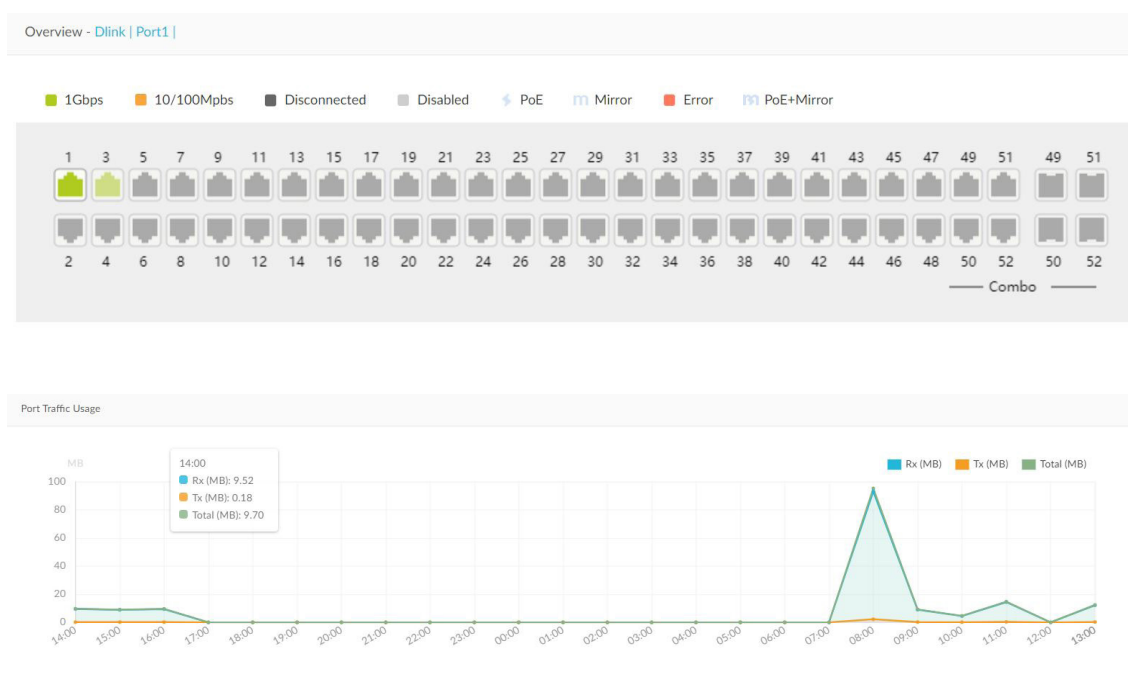 Overview - Dlink | Port1 |
1Gbps 10/100Mpbs Disconnected Disabled PoE m Mirror Error m PoE+Mirror
1 3 5 7 9 11 13 15 17 19 21 23 25 27 29 31 33 35 37 39 41 43 45 47 49 51 49 51
2 4 6 8 10 12 14 16 18 20 22 24 26 28 30 32 34 36 38 40 42 44 46 48 50 52 50 52
Combo
Port Traffic Usage
MB
14:00
Rx (MB): 9.52
Tx (MB): 0.18
Total (MB): 9.70
Rx (MB) Tx (MB) Total (MB)
100
80
60
40
20
0
14:00 15:00 16:00 17:00 18:00 19:00 20:00 21:00 22:00 23:00 00:00 01:00 02:00 03:00 04:00 05:00 06:00 07:00 08:00 09:00 10:00 11:00 12:00 13:00